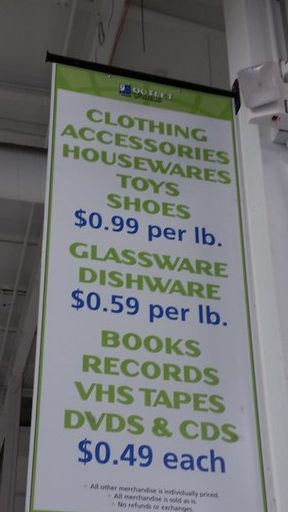 OUTLET
CLOTHING
ACCESSORIES
HOUSEWARES
TOYS
SHOES
$0.99 per lb.
GLASSWARE
DISHWARE
$0.59 per lb.
BOOKS
RECORDS
VHS TAPES
DVDS & CDS
$0.49 each
- All other merchandise is individually priced.
- All merchandise is sold as-is.
- No refunds or exchanges.